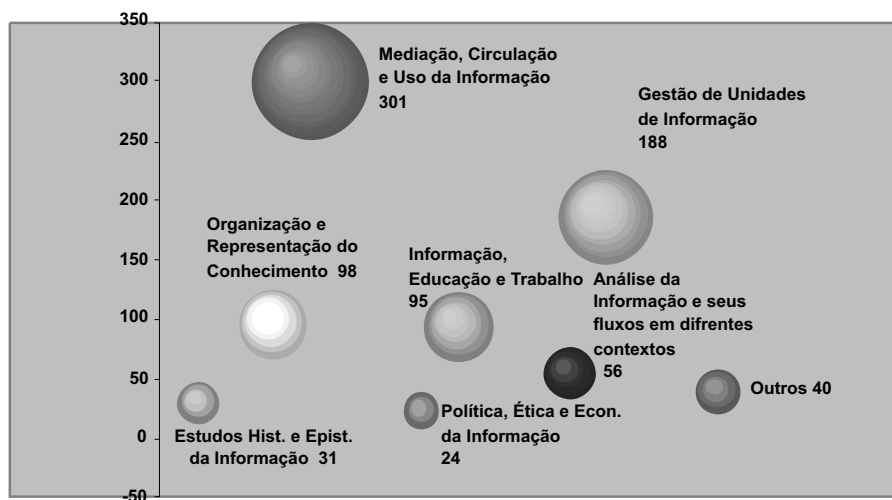 350
300
250
200
150
100
50
0
-50
Mediação, Circulação
e Uso da Informação
301
Gestão de Unidades
de Informação
188
Organização e
Representação do
Conhecimento 98
Informação,
Educação e Trabalho
95
Análise da
Informação e seus
fluxos em difrentes
contextos
56
Outros 40
Política, Ética e Econ.
da Informação
24
Estudos Hist. e Epist.
da Informação 31